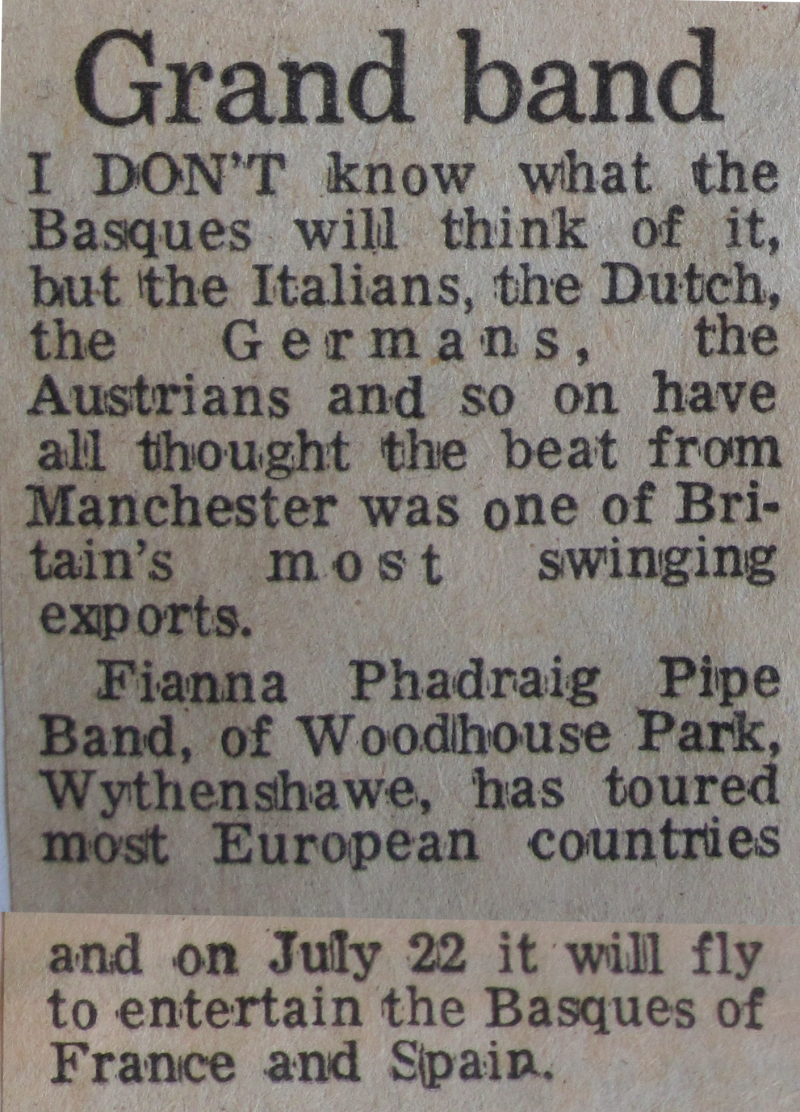 Grand band
I DON'T know what the
Basques will think of it,
but the Italians, the Dutch,
the Germans, the
Austrians and so on have
all thought the beat from
Manchester was one of Bri-
tain's most swinging
exports.
Fianna Phadraig Pipe
Band, of Woodhouse Park,
Wythenshawe, has toured
most European countries
and on July 22 it will fly
to entertain the Basques of
France and Spain.